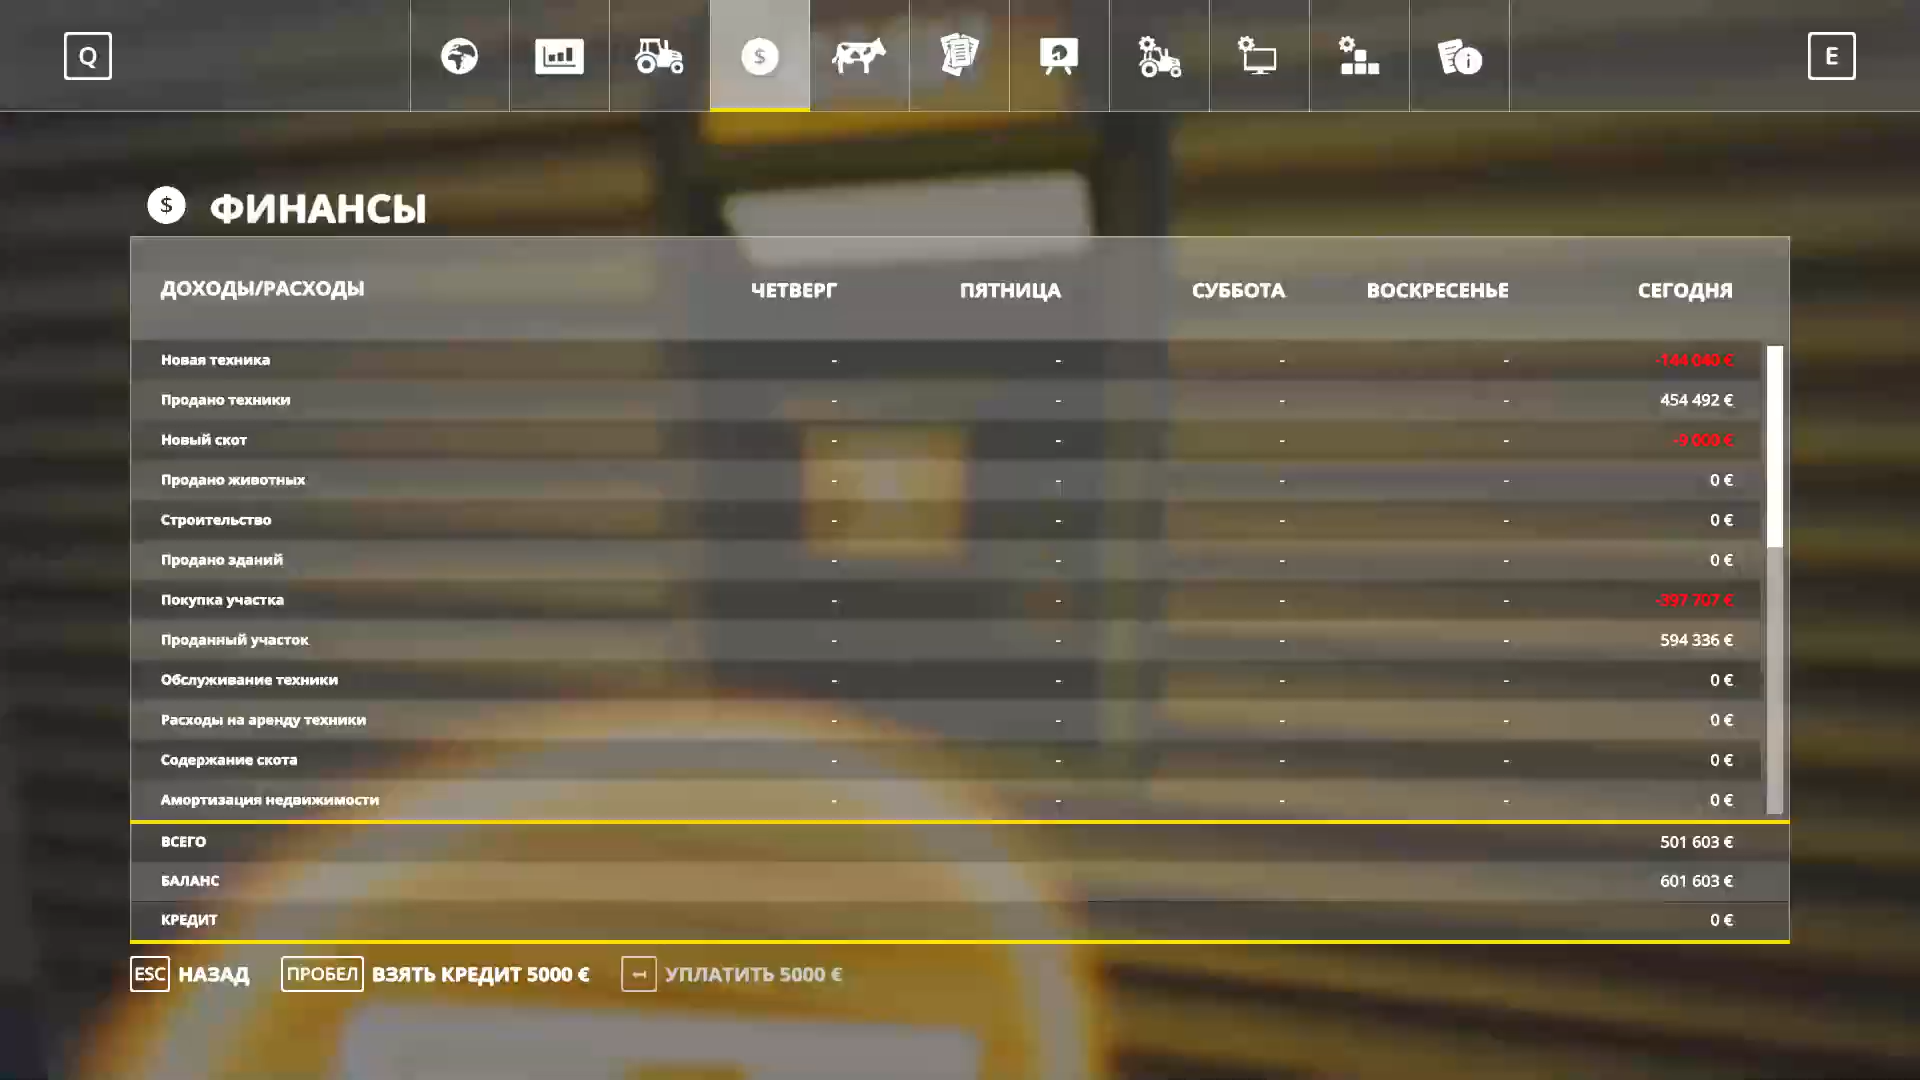 Q
$
E
$ ФИНАНСЫ
ДОХОДЫ/РАСХОДЫ ЧЕТВЕРГ ПЯТНИЦА СУББОТА ВОСКРЕСЕНЬЕ СЕГОДНЯ
Новая техника - - - - -144 040 €
Продано техники - - - - 454 492 €
Новый скот - - - - -9 000 €
Продано животных - - - - 0 €
Строительство - - - - 0 €
Продано зданий - - - - 0 €
Покупка участка - - - - -397 707 €
Проданный участок - - - - 594 336 €
Обслуживание техники - - - - 0 €
Расходы на аренду техники - - - - 0 €
Содержание скота - - - - 0 €
Амортизация недвижимости - - - - 0 €
ВСЕГО 501 603 €
БАЛАНС 601 603 €
КРЕДИТ 0 €
ESC НАЗАД ПРОБЕЛ ВЗЯТЬ КРЕДИТ 5000 € УПЛАТИТЬ 5000 €